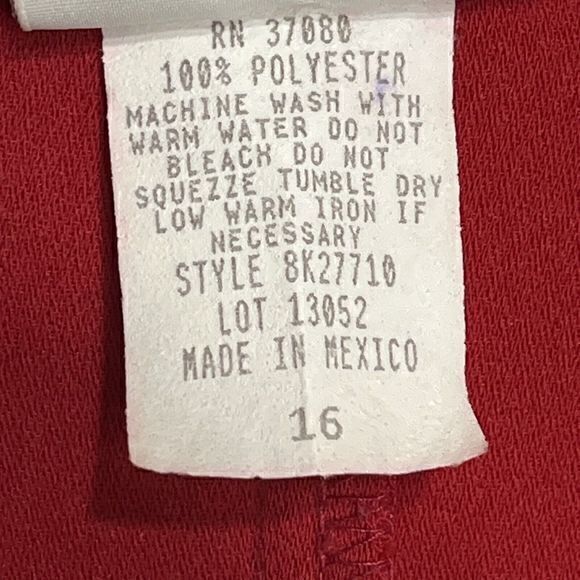 RN 37080
100% POLYESTER
MACHINE WASH WITH
WARM WATER DO NOT
BLEACH DO NOT
SQUEZZE TUMBLE DRY
LOW WARM IRON IF
NECESSARY
STYLE 8K27710
LOT 13052
MADE IN MEXICO
16